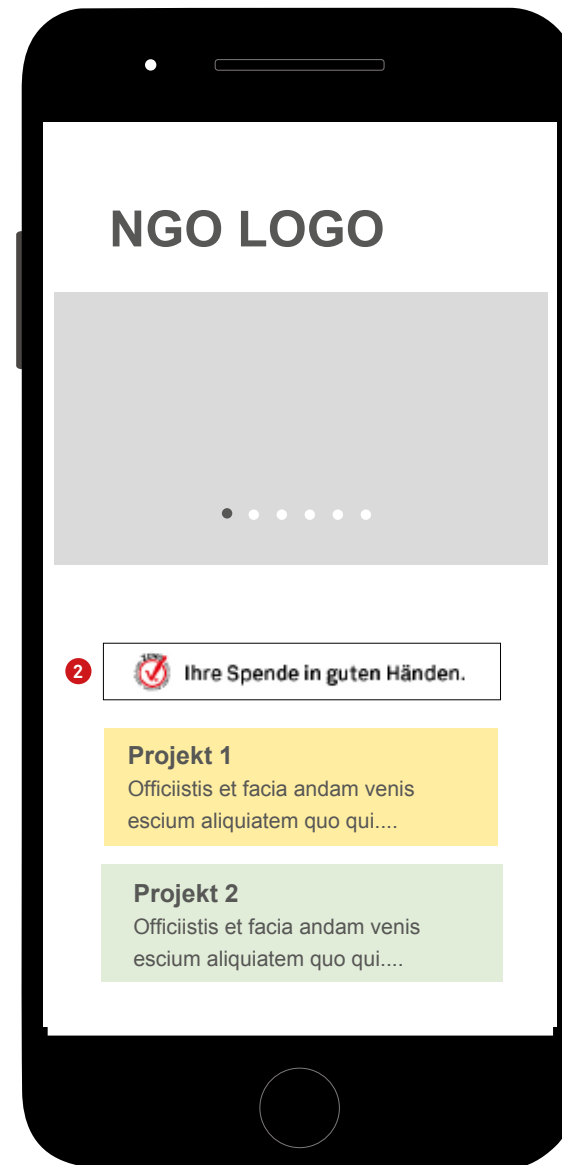 NGO LOGO
2
Ihre Spende in guten Händen.
Projekt 1
Officiistis et facia andam venis
escium aliquiatem quo qui....
Projekt 2
Officiistis et facia andam venis
escium aliquiatem quo qui....